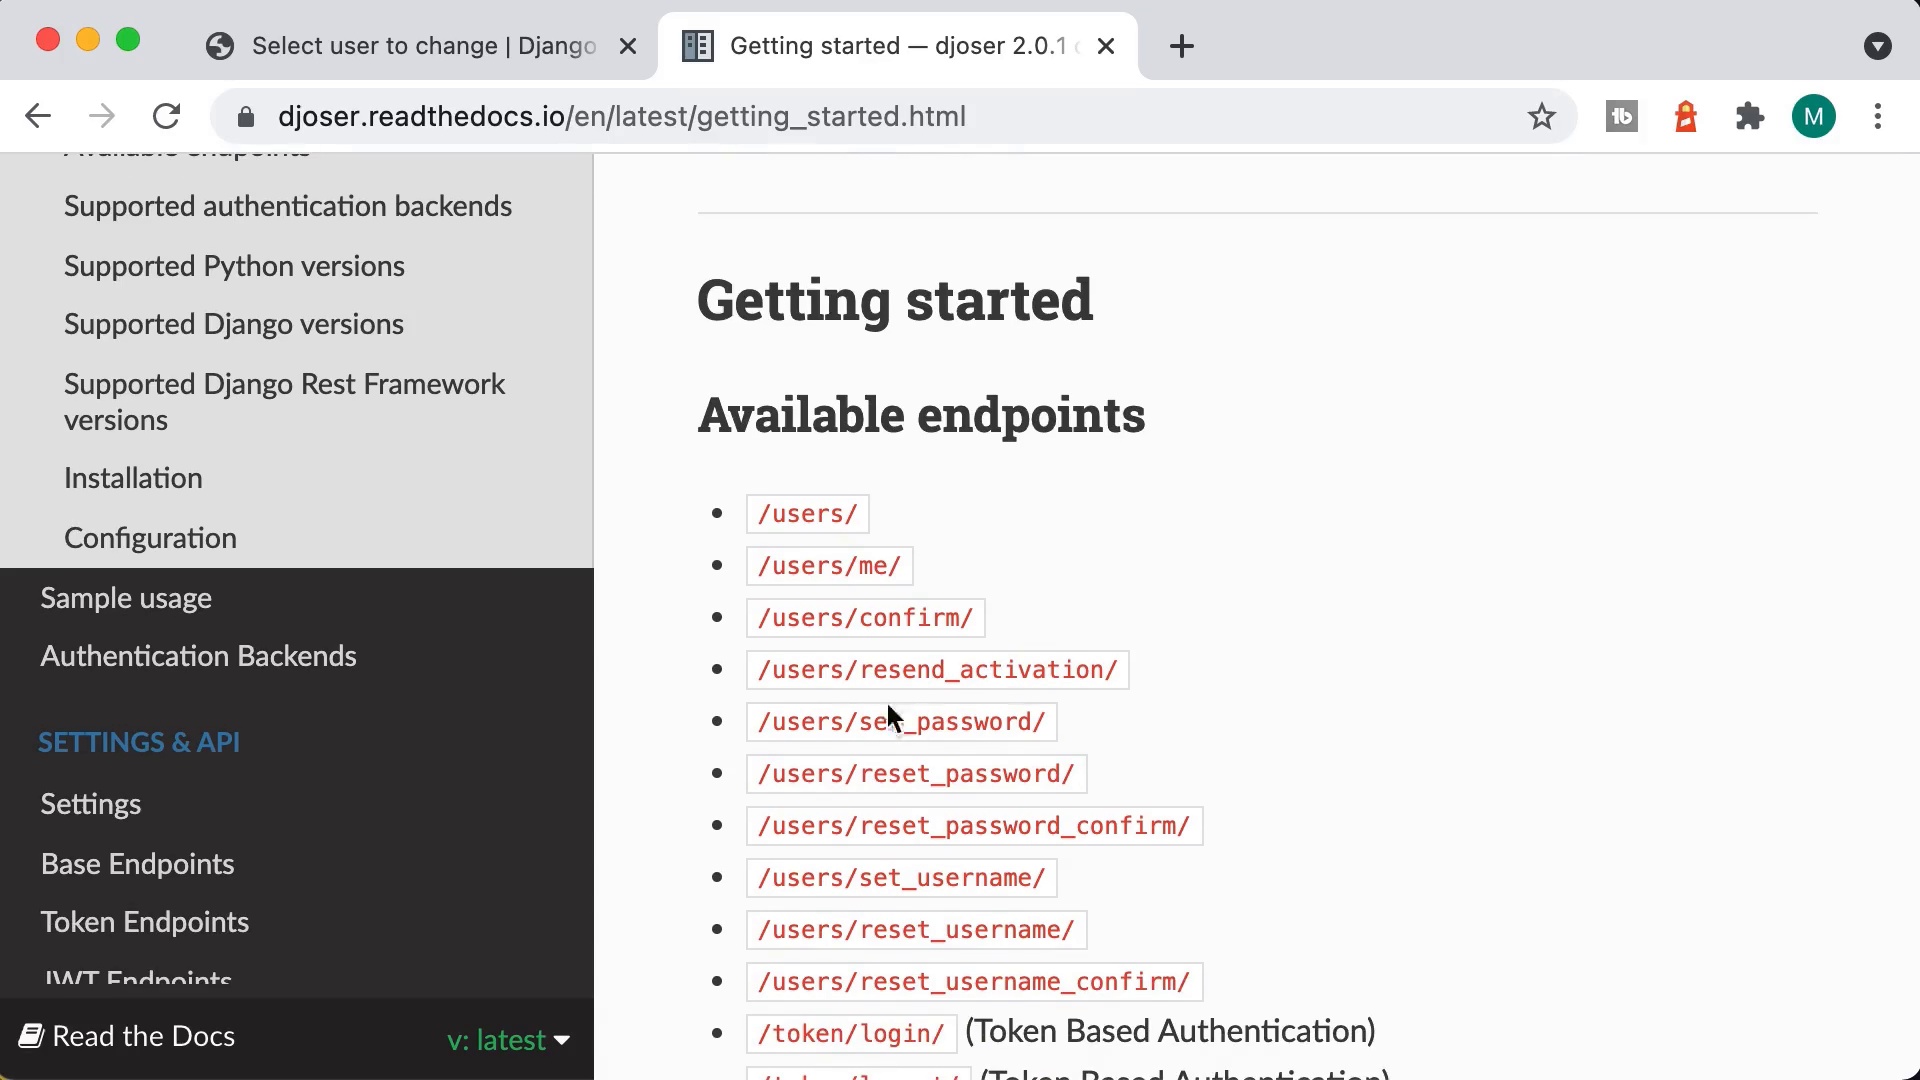 Select user to change | Django
Getting started — djoser 2.0.1
djoser.readthedocs.io/en/latest/getting_started.html
M
Available endpoints
Supported authentication backends
Supported Python versions
Supported Django versions
Supported Django Rest Framework
versions
Installation
Configuration
Sample usage
Authentication Backends
SETTINGS & API
Settings
Base Endpoints
Token Endpoints
JWT Endpoints
Read the Docs
v: latest
Getting started
Available endpoints
/users/
/users/me/
/users/confirm/
/users/resend_activation/
/users/set_password/
/users/reset_password/
/users/reset_password_confirm/
/users/set_username/
/users/reset_username/
/users/reset_username_confirm/
/token/login/ (Token Based Authentication)
/token/logout/ (Token Based Authentication)